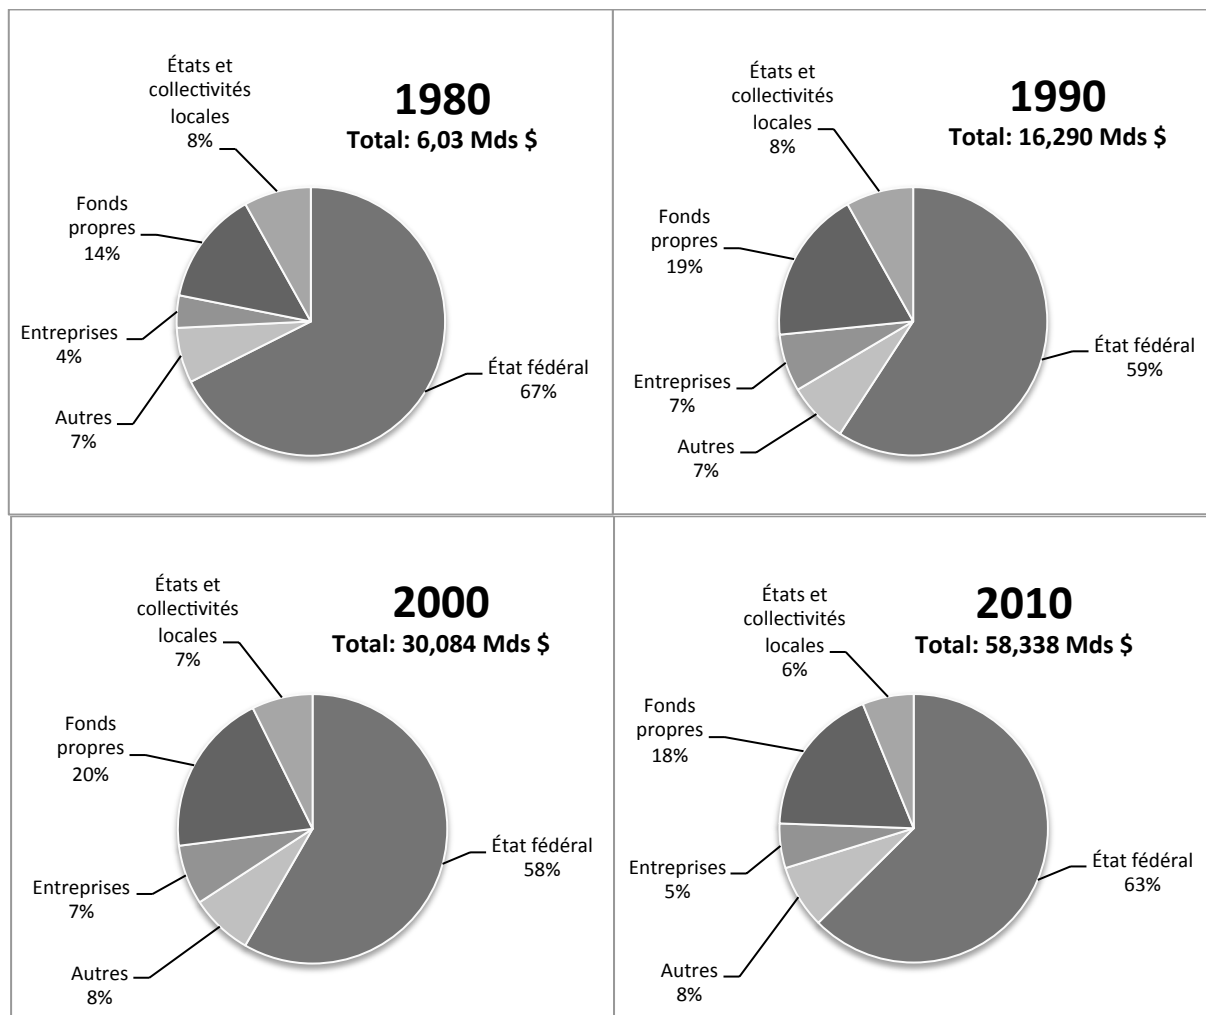 États et
collectivités
locales
8%
1980
Total: 6,03 Mds $
Fonds
propres
14%
Entreprises
4%
Autres
7%
État fédéral
67%
États et
collectivités
locales
8%
1990
Total: 16,290 Mds $
Fonds
propres
19%
Entreprises
7%
Autres
7%
État fédéral
59%
États et
collectivités
locales
7%
2000
Total: 30,084 Mds $
Fonds
propres
20%
Entreprises
7%
Autres
8%
État fédéral
58%
États et
collectivités
locales
6%
2010
Total: 58,338 Mds $
Fonds
propres
18%
Entreprises
5%
Autres
8%
État fédéral
63%